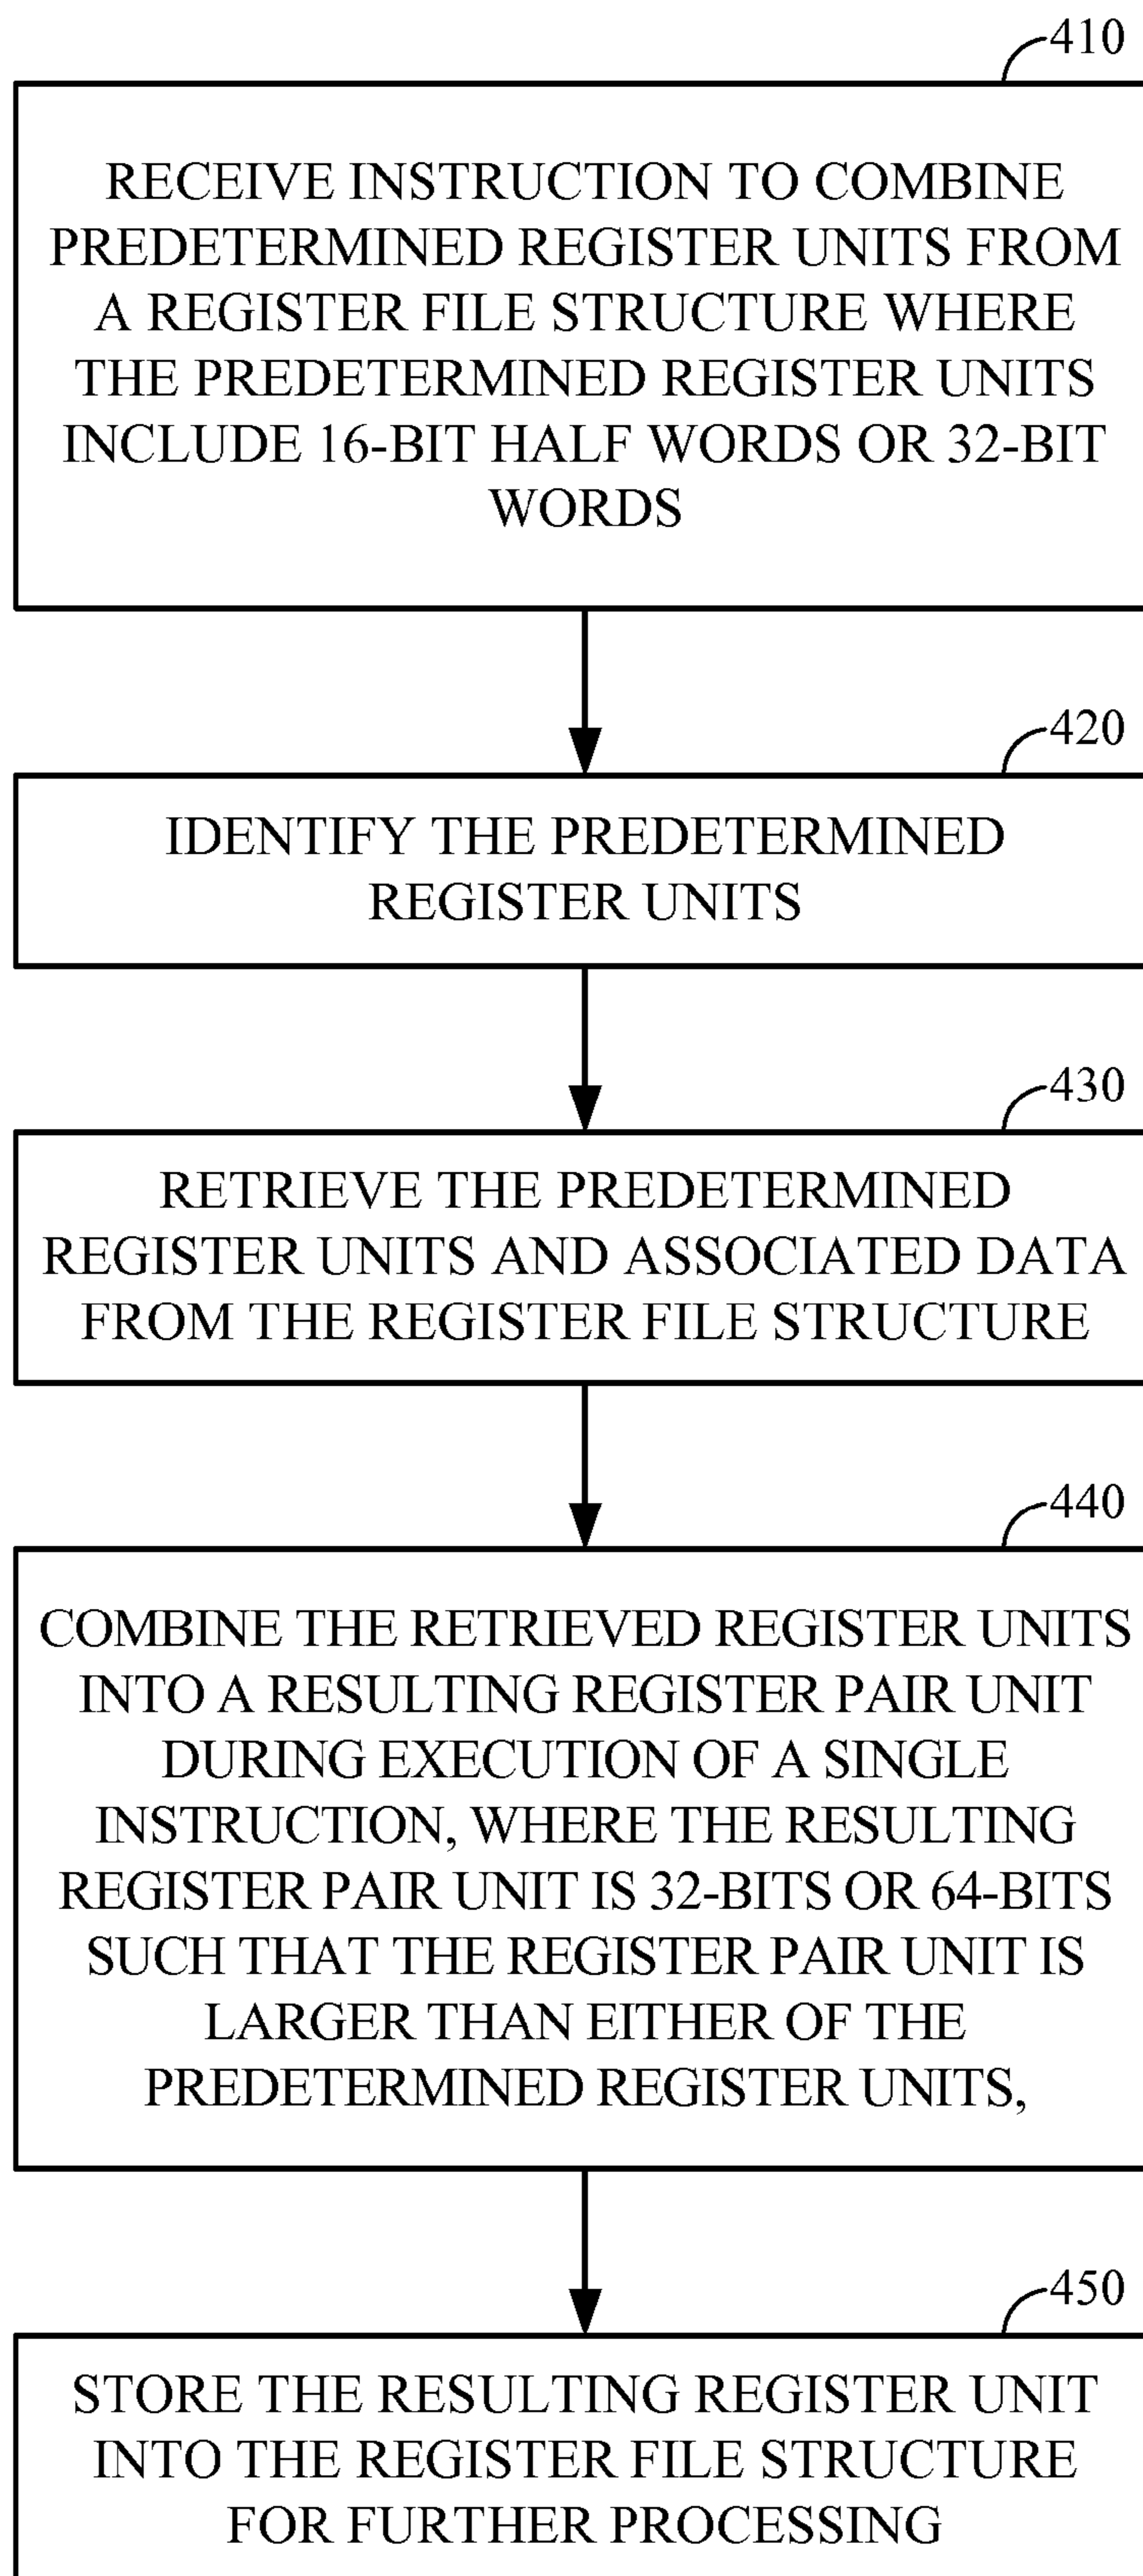 410
RECEIVE INSTRUCTION TO COMBINE
PREDETERMINED REGISTER UNITS FROM
A REGISTER FILE STRUCTURE WHERE
THE PREDETERMINED REGISTER UNITS
INCLUDE 16-BIT HALF WORDS OR 32-BIT
WORDS
420
IDENTIFY THE PREDETERMINED
REGISTER UNITS
430
RETRIEVE THE PREDETERMINED
REGISTER UNITS AND ASSOCIATED DATA
FROM THE REGISTER FILE STRUCTURE
440
COMBINE THE RETRIEVED REGISTER UNITS
INTO A RESULTING REGISTER PAIR UNIT
DURING EXECUTION OF A SINGLE
INSTRUCTION, WHERE THE RESULTING
REGISTER PAIR UNIT IS 32-BITS OR 64-BITS
SUCH THAT THE REGISTER PAIR UNIT IS
LARGER THAN EITHER OF THE
PREDETERMINED REGISTER UNITS,
450
STORE THE RESULTING REGISTER UNIT
INTO THE REGISTER FILE STRUCTURE
FOR FURTHER PROCESSING